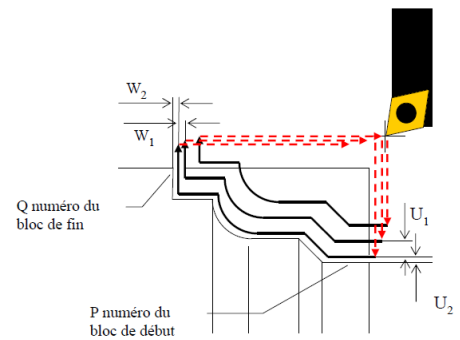 W2
W1
Q numéro du
bloc de fin
U1
U2
P numéro du
bloc de début